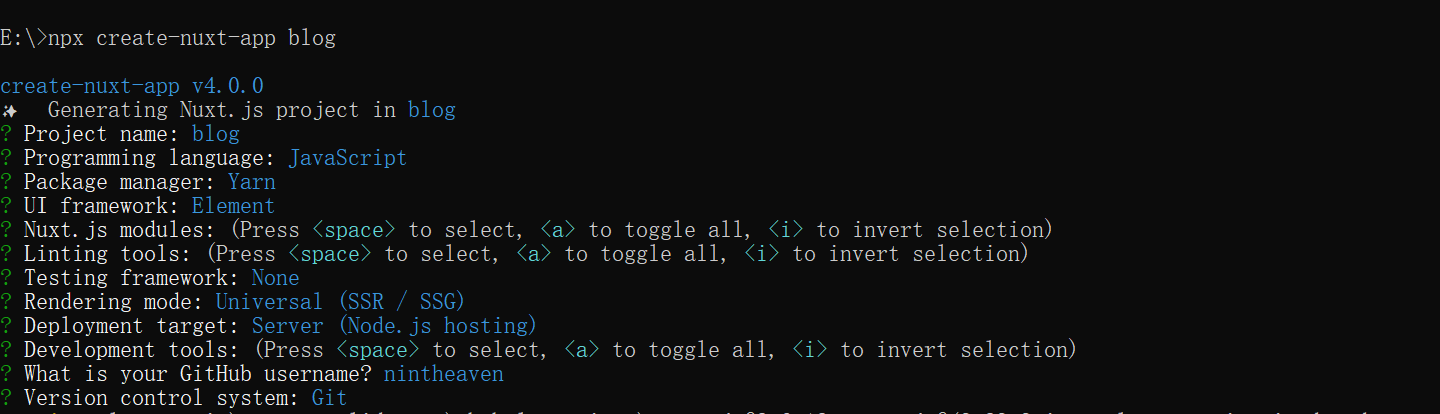 E:\>npx create-nuxt-app blog
create-nuxt-app v4.0.0
✨ Generating Nuxt.js project in blog
? Project name: blog
? Programming language: JavaScript
? Package manager: Yarn
? UI framework: Element
? Nuxt.js modules: (Press <space> to select, <a> to toggle all, <i> to invert selection)
? Linting tools: (Press <space> to select, <a> to toggle all, <i> to invert selection)
? Testing framework: None
? Rendering mode: Universal (SSR / SSG)
? Deployment target: Server (Node.js hosting)
? Development tools: (Press <space> to select, <a> to toggle all, <i> to invert selection)
? What is your GitHub username? nintheaven
? Version control system: Git